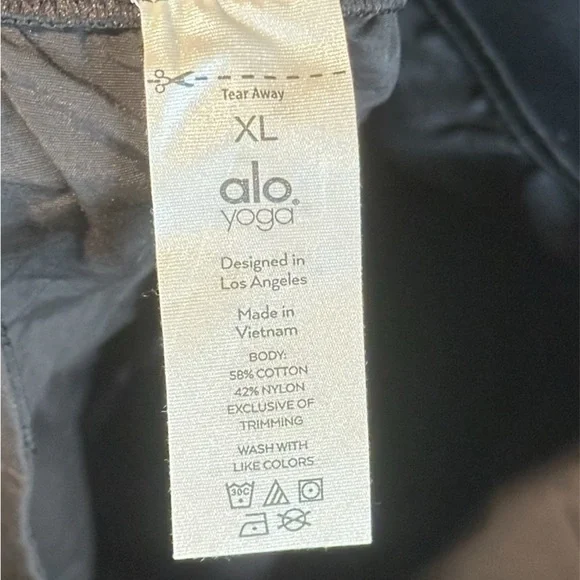 Tear Away
XL
alo.
yoga
Designed in
Los Angeles
Made in
Vietnam
BODY:
58% COTTON
42% NYLON
EXCLUSIVE OF
TRIMMING
WASH WITH
LIKE COLORS
30C